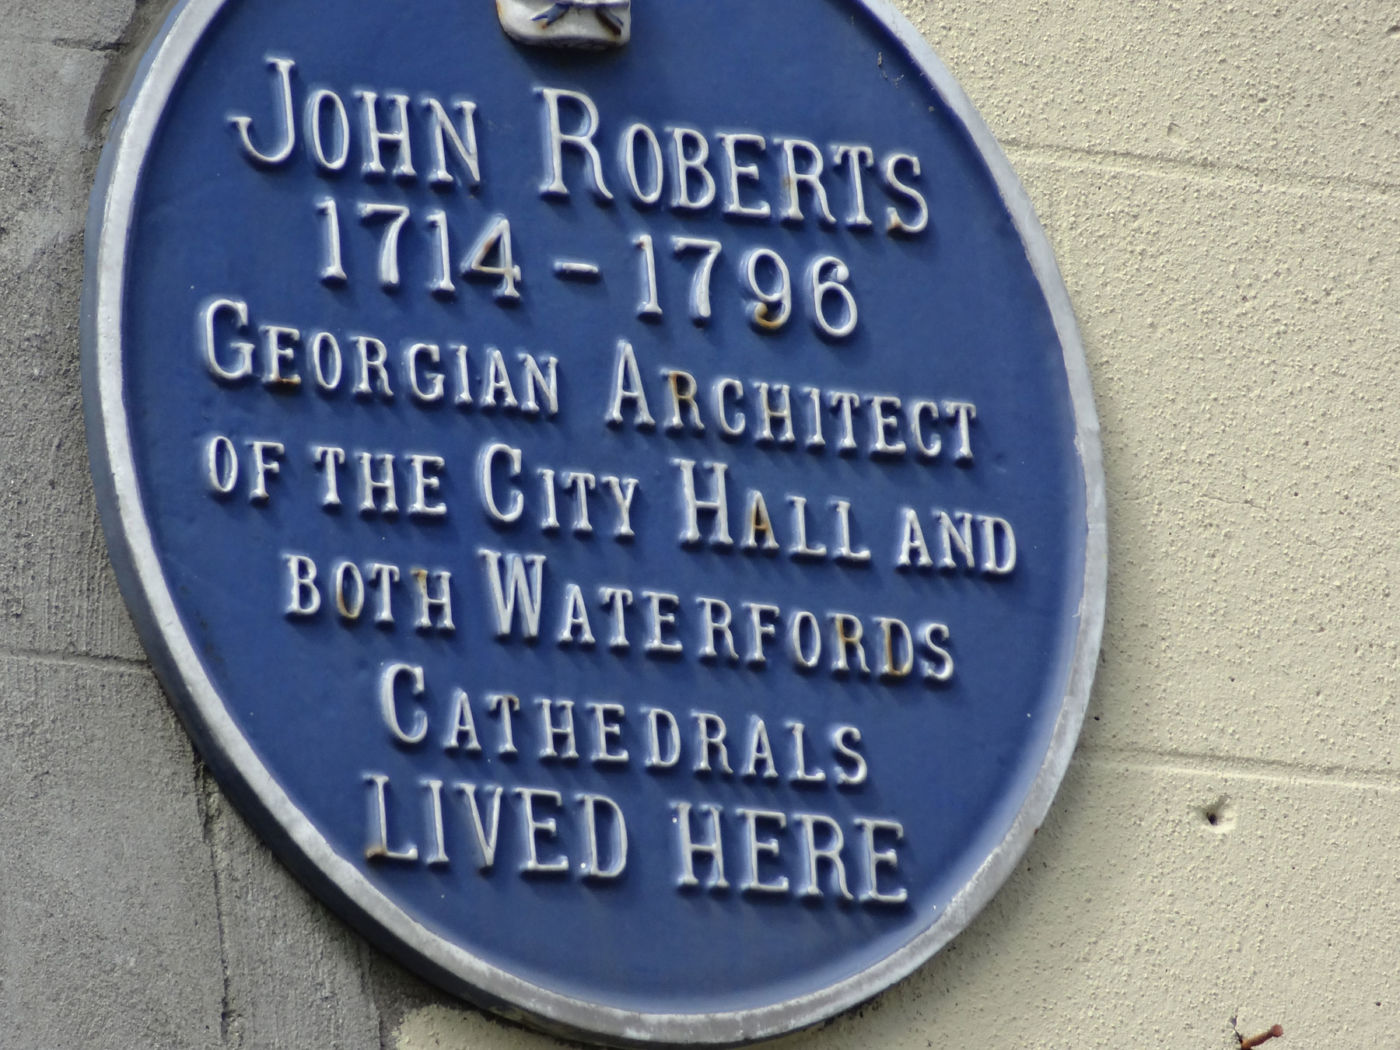 JOHN ROBERTS
1714 - 1796
GEORGIAN ARCHITECT
OF THE CITY HALL AND
BOTH WATERFORDS
CATHEDRALS
LIVED HERE